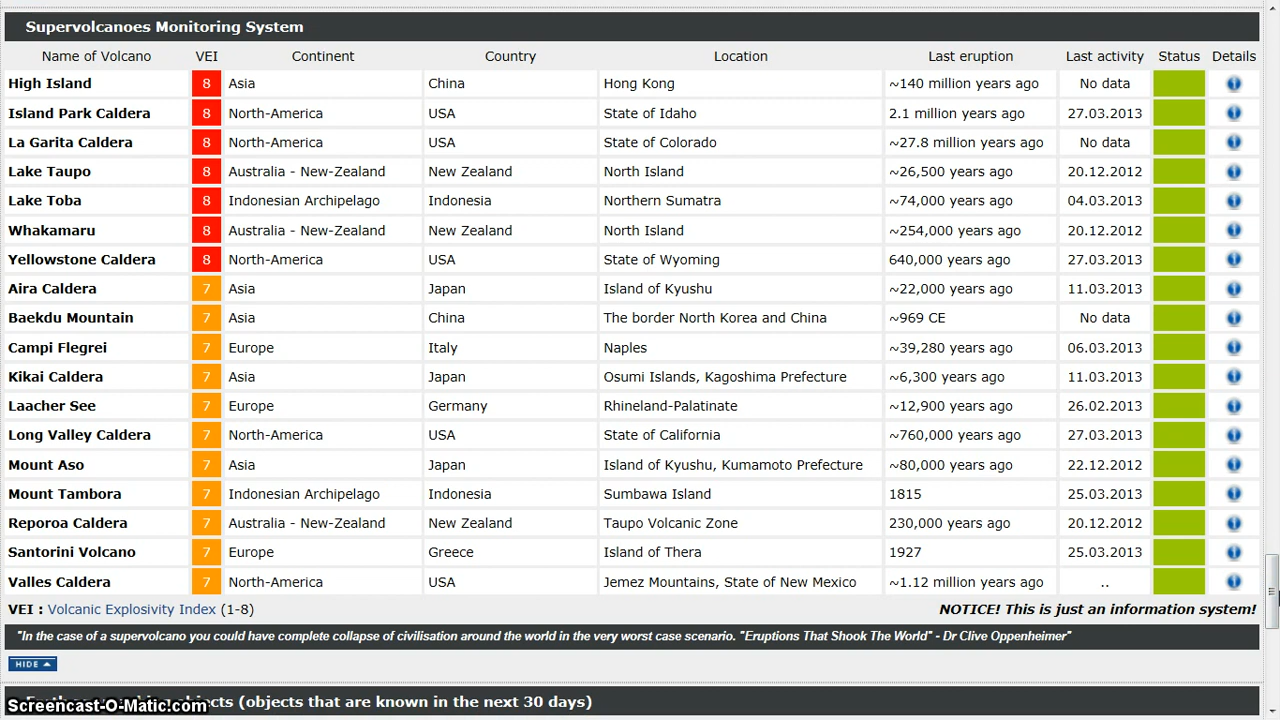 Supervolcanoes Monitoring System
Name of Volcano VEI Continent Country Location Last eruption Last activity Status Details
High Island 8 Asia China Hong Kong ~140 million years ago No data
Island Park Caldera 8 North-America USA State of Idaho 2.1 million years ago 27.03.2013
La Garita Caldera 8 North-America USA State of Colorado ~27.8 million years ago No data
Lake Taupo 8 Australia - New-Zealand New Zealand North Island ~26,500 years ago 20.12.2012
Lake Toba 8 Indonesian Archipelago Indonesia Northern Sumatra ~74,000 years ago 04.03.2013
Whakamaru 8 Australia - New-Zealand New Zealand North Island ~254,000 years ago 20.12.2012
Yellowstone Caldera 8 North-America USA State of Wyoming 640,000 years ago 27.03.2013
Aira Caldera 7 Asia Japan Island of Kyushu ~22,000 years ago 11.03.2013
Baekdu Mountain 7 Asia China The border North Korea and China ~969 CE No data
Campi Flegrei 7 Europe Italy Naples ~39,280 years ago 06.03.2013
Kikai Caldera 7 Asia Japan Osumi Islands, Kagoshima Prefecture ~6,300 years ago 11.03.2013
Laacher See 7 Europe Germany Rhineland-Palatinate ~12,900 years ago 26.02.2013
Long Valley Caldera 7 North-America USA State of California ~760,000 years ago 27.03.2013
Mount Aso 7 Asia Japan Island of Kyushu, Kumamoto Prefecture ~80,000 years ago 22.12.2012
Mount Tambora 7 Indonesian Archipelago Indonesia Sumbawa Island 1815 25.03.2013
Reporoa Caldera 7 Australia - New-Zealand New Zealand Taupo Volcanic Zone 230,000 years ago 20.12.2012
Santorini Volcano 7 Europe Greece Island of Thera 1927 25.03.2013
Valles Caldera 7 North-America USA Jemez Mountains, State of New Mexico ~1.12 million years ago ..
VEI : Volcanic Explosivity Index (1-8) NOTICE! This is just an information system!
"In the case of a supervolcano you could have complete collapse of civilisation around the world in the very worst case scenario. "Eruptions That Shook The World" - Dr Clive Oppenheimer"
HIDE
(objects that are known in the next 30 days)
Screencast-O-Matic.com